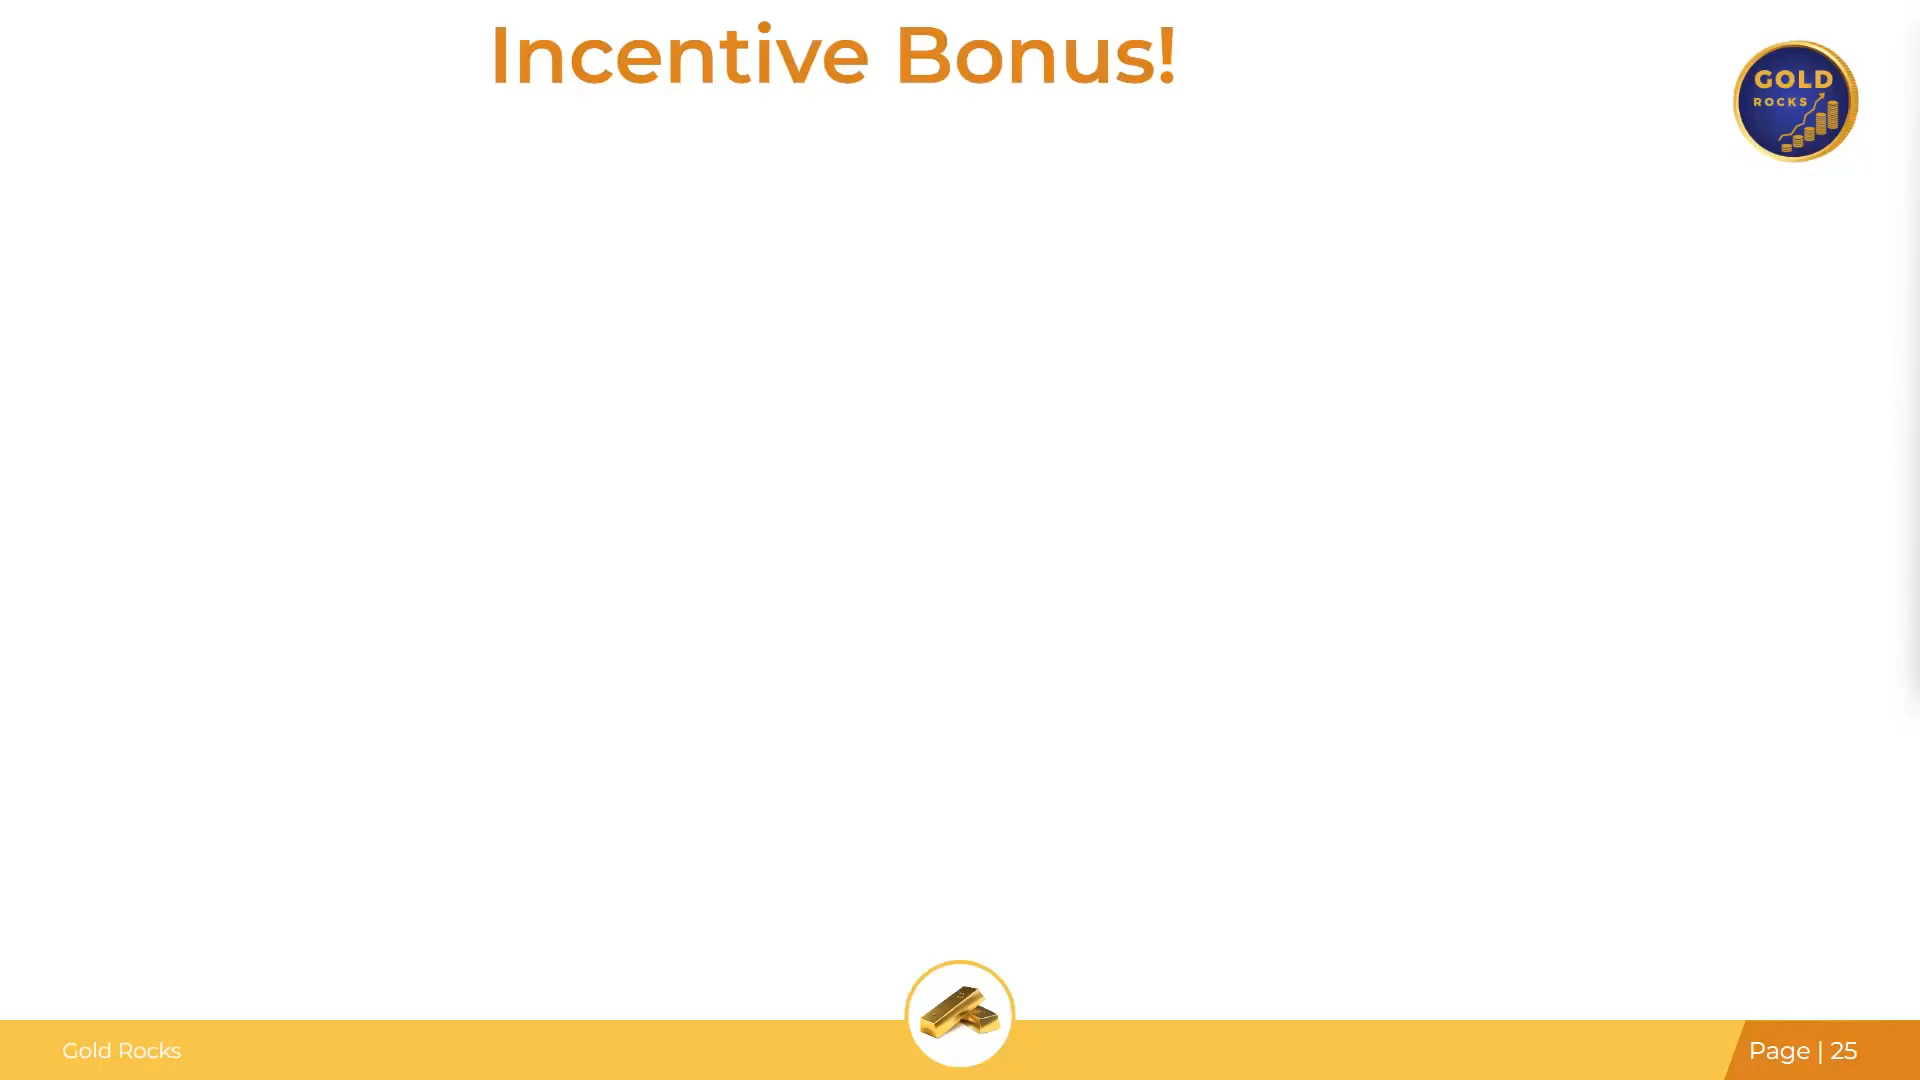 Incentive Bonus!
GOLD
ROCKS
Gold Rocks
Page | 25